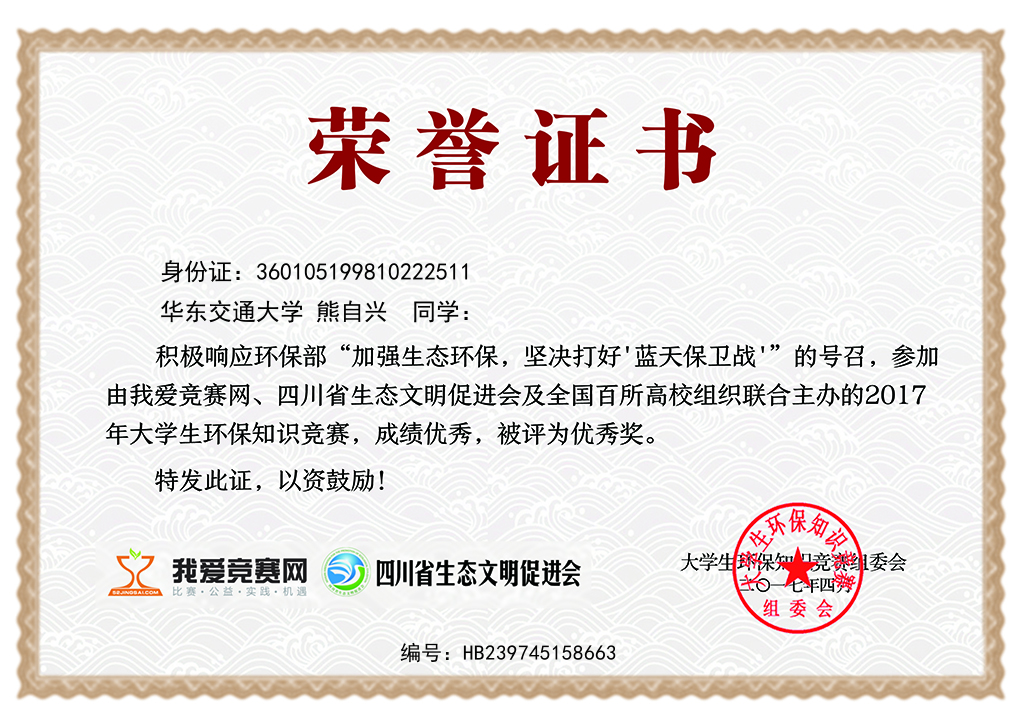 荣誉证书
身份证：360105199810222511
华东交通大学 熊自兴 同学：
积极响应环保部“加强生态环保，坚决打好'蓝天保卫战'”的号召，参加
由我爱竞赛网、四川省生态文明促进会及全国百所高校组织联合主办的2017
年大学生环保知识竞赛，成绩优秀，被评为优秀奖。
特发此证，以资鼓励！
52JINGSAI.COM
我爱竞赛网
比赛·公益·实践·机遇
四川省生态文明促进会
大学生环保知识竞赛组委会
二〇一七年四月
大学生环保知识竞赛
组委会
编号：HB239745158663